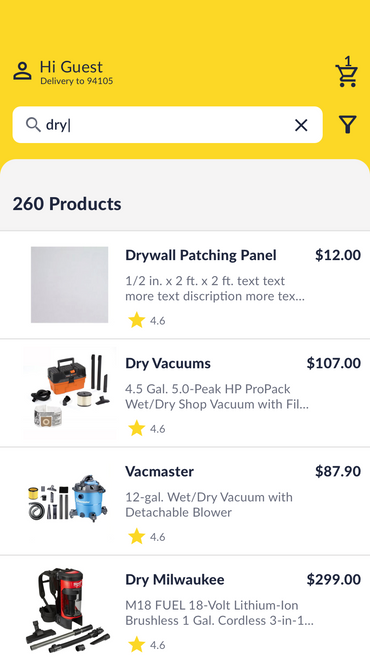 Hi Guest
1
Delivery to 94105
dry
260 Products
Drywall Patching Panel
$12.00
1/2 in. x 2 ft. x 2 ft. text text
more text discription more tex...
4.6
Dry Vacuums
$107.00
4.5 Gal. 5.0-Peak HP ProPack
Wet/Dry Shop Vacuum with Fil...
4.6
Vacmaster
$87.90
12-gal. Wet/Dry Vacuum with
Detachable Blower
4.6
Dry Milwaukee
$299.00
M18 FUEL 18-Volt Lithium-Ion
Brushless 1 Gal. Cordless 3-in-1...
4.6